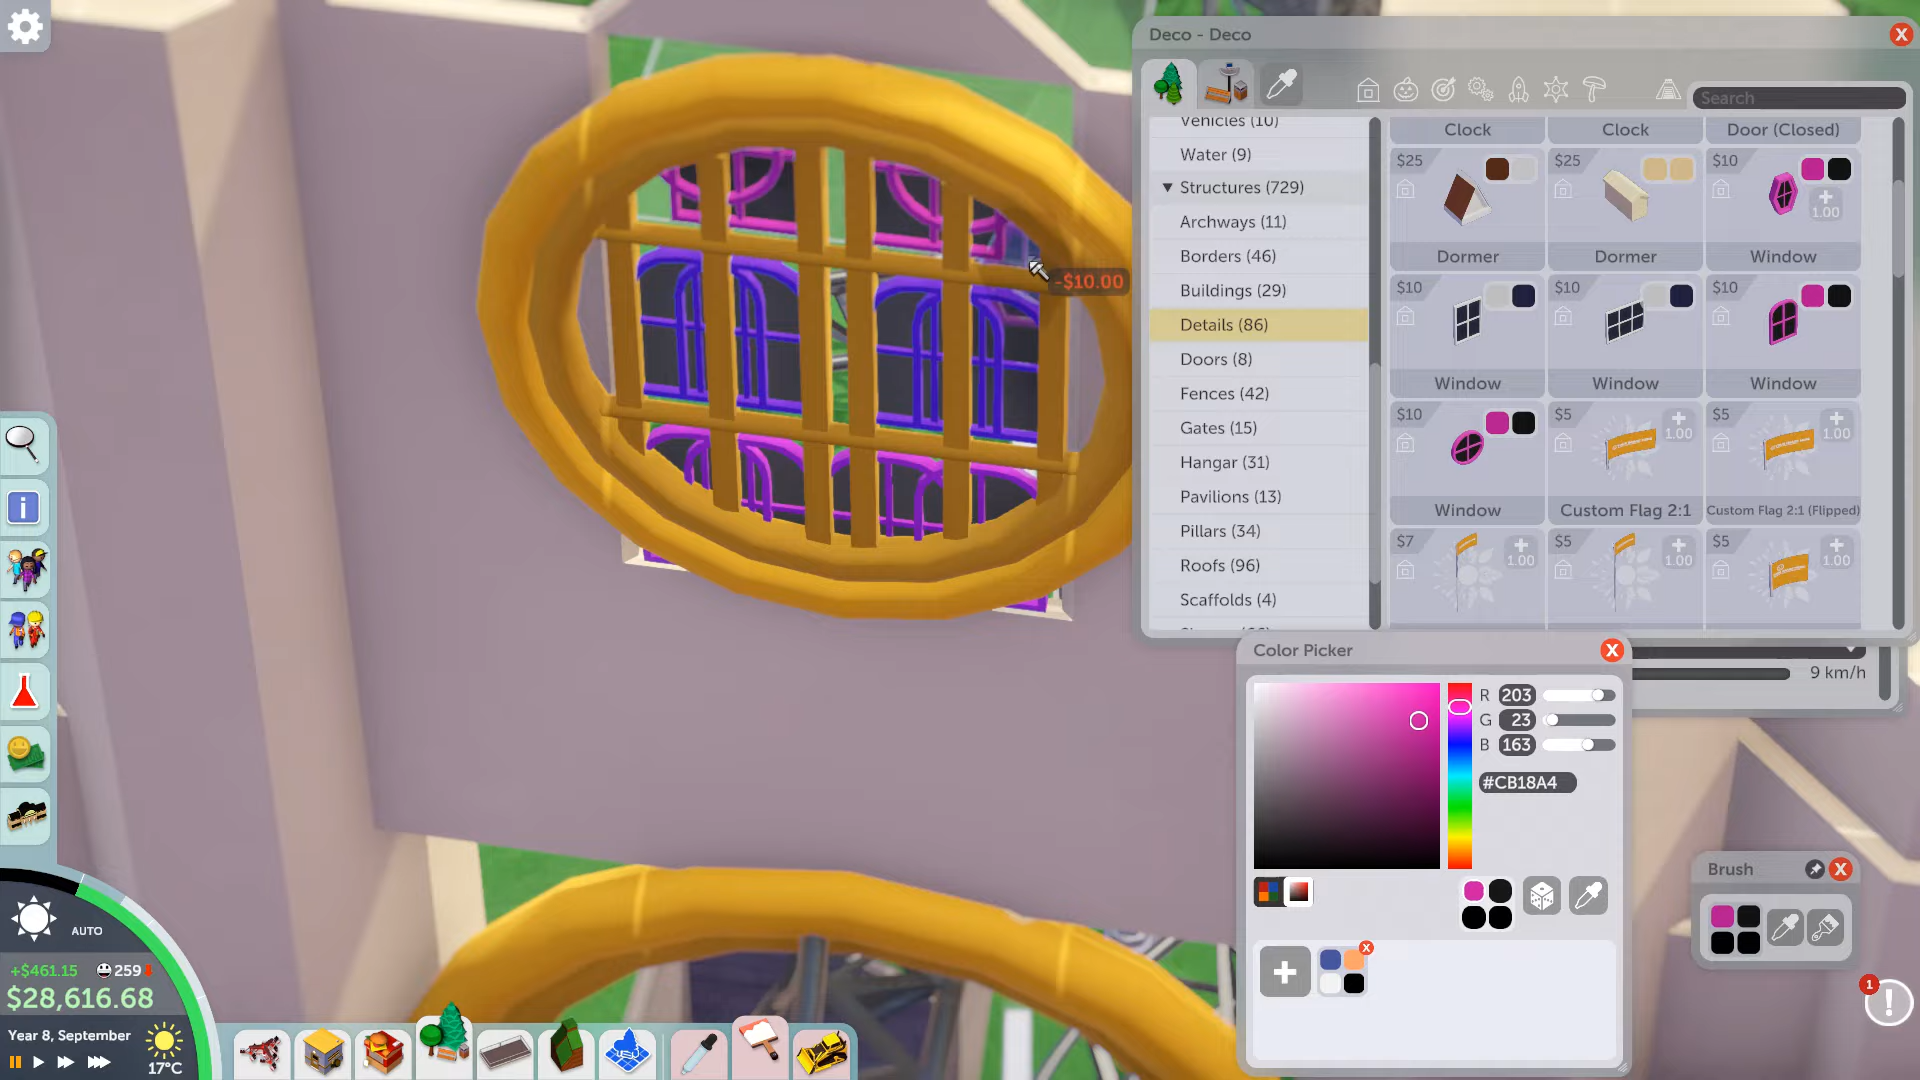 Deco - Deco
X
Search
Vehicles (10)
Water (9)
▼ Structures (729)
Archways (11)
Borders (46)
Buildings (29)
Details (86)
Doors (8)
Fences (42)
Gates (15)
Hangar (31)
Pavilions (13)
Pillars (34)
Roofs (96)
Scaffolds (4)
Clock
Clock
Door (Closed)
$25
$25
$10
+
1.00
Dormer
Dormer
Window
$10
$10
$10
Window
Window
Window
$10
$5
+
1.00
$5
+
1.00
Window
Custom Flag 2:1
Custom Flag 2:1 (Flipped)
$7
+
1.00
$5
+
1.00
$5
+
1.00
-$10.00
9 km/h
Color Picker
X
R 203
G 23
B 163
#CB18A4
+
x
Brush
X
1
!
i
AUTO
+$461.15
259
$28,616.68
Year 8, September
17°C